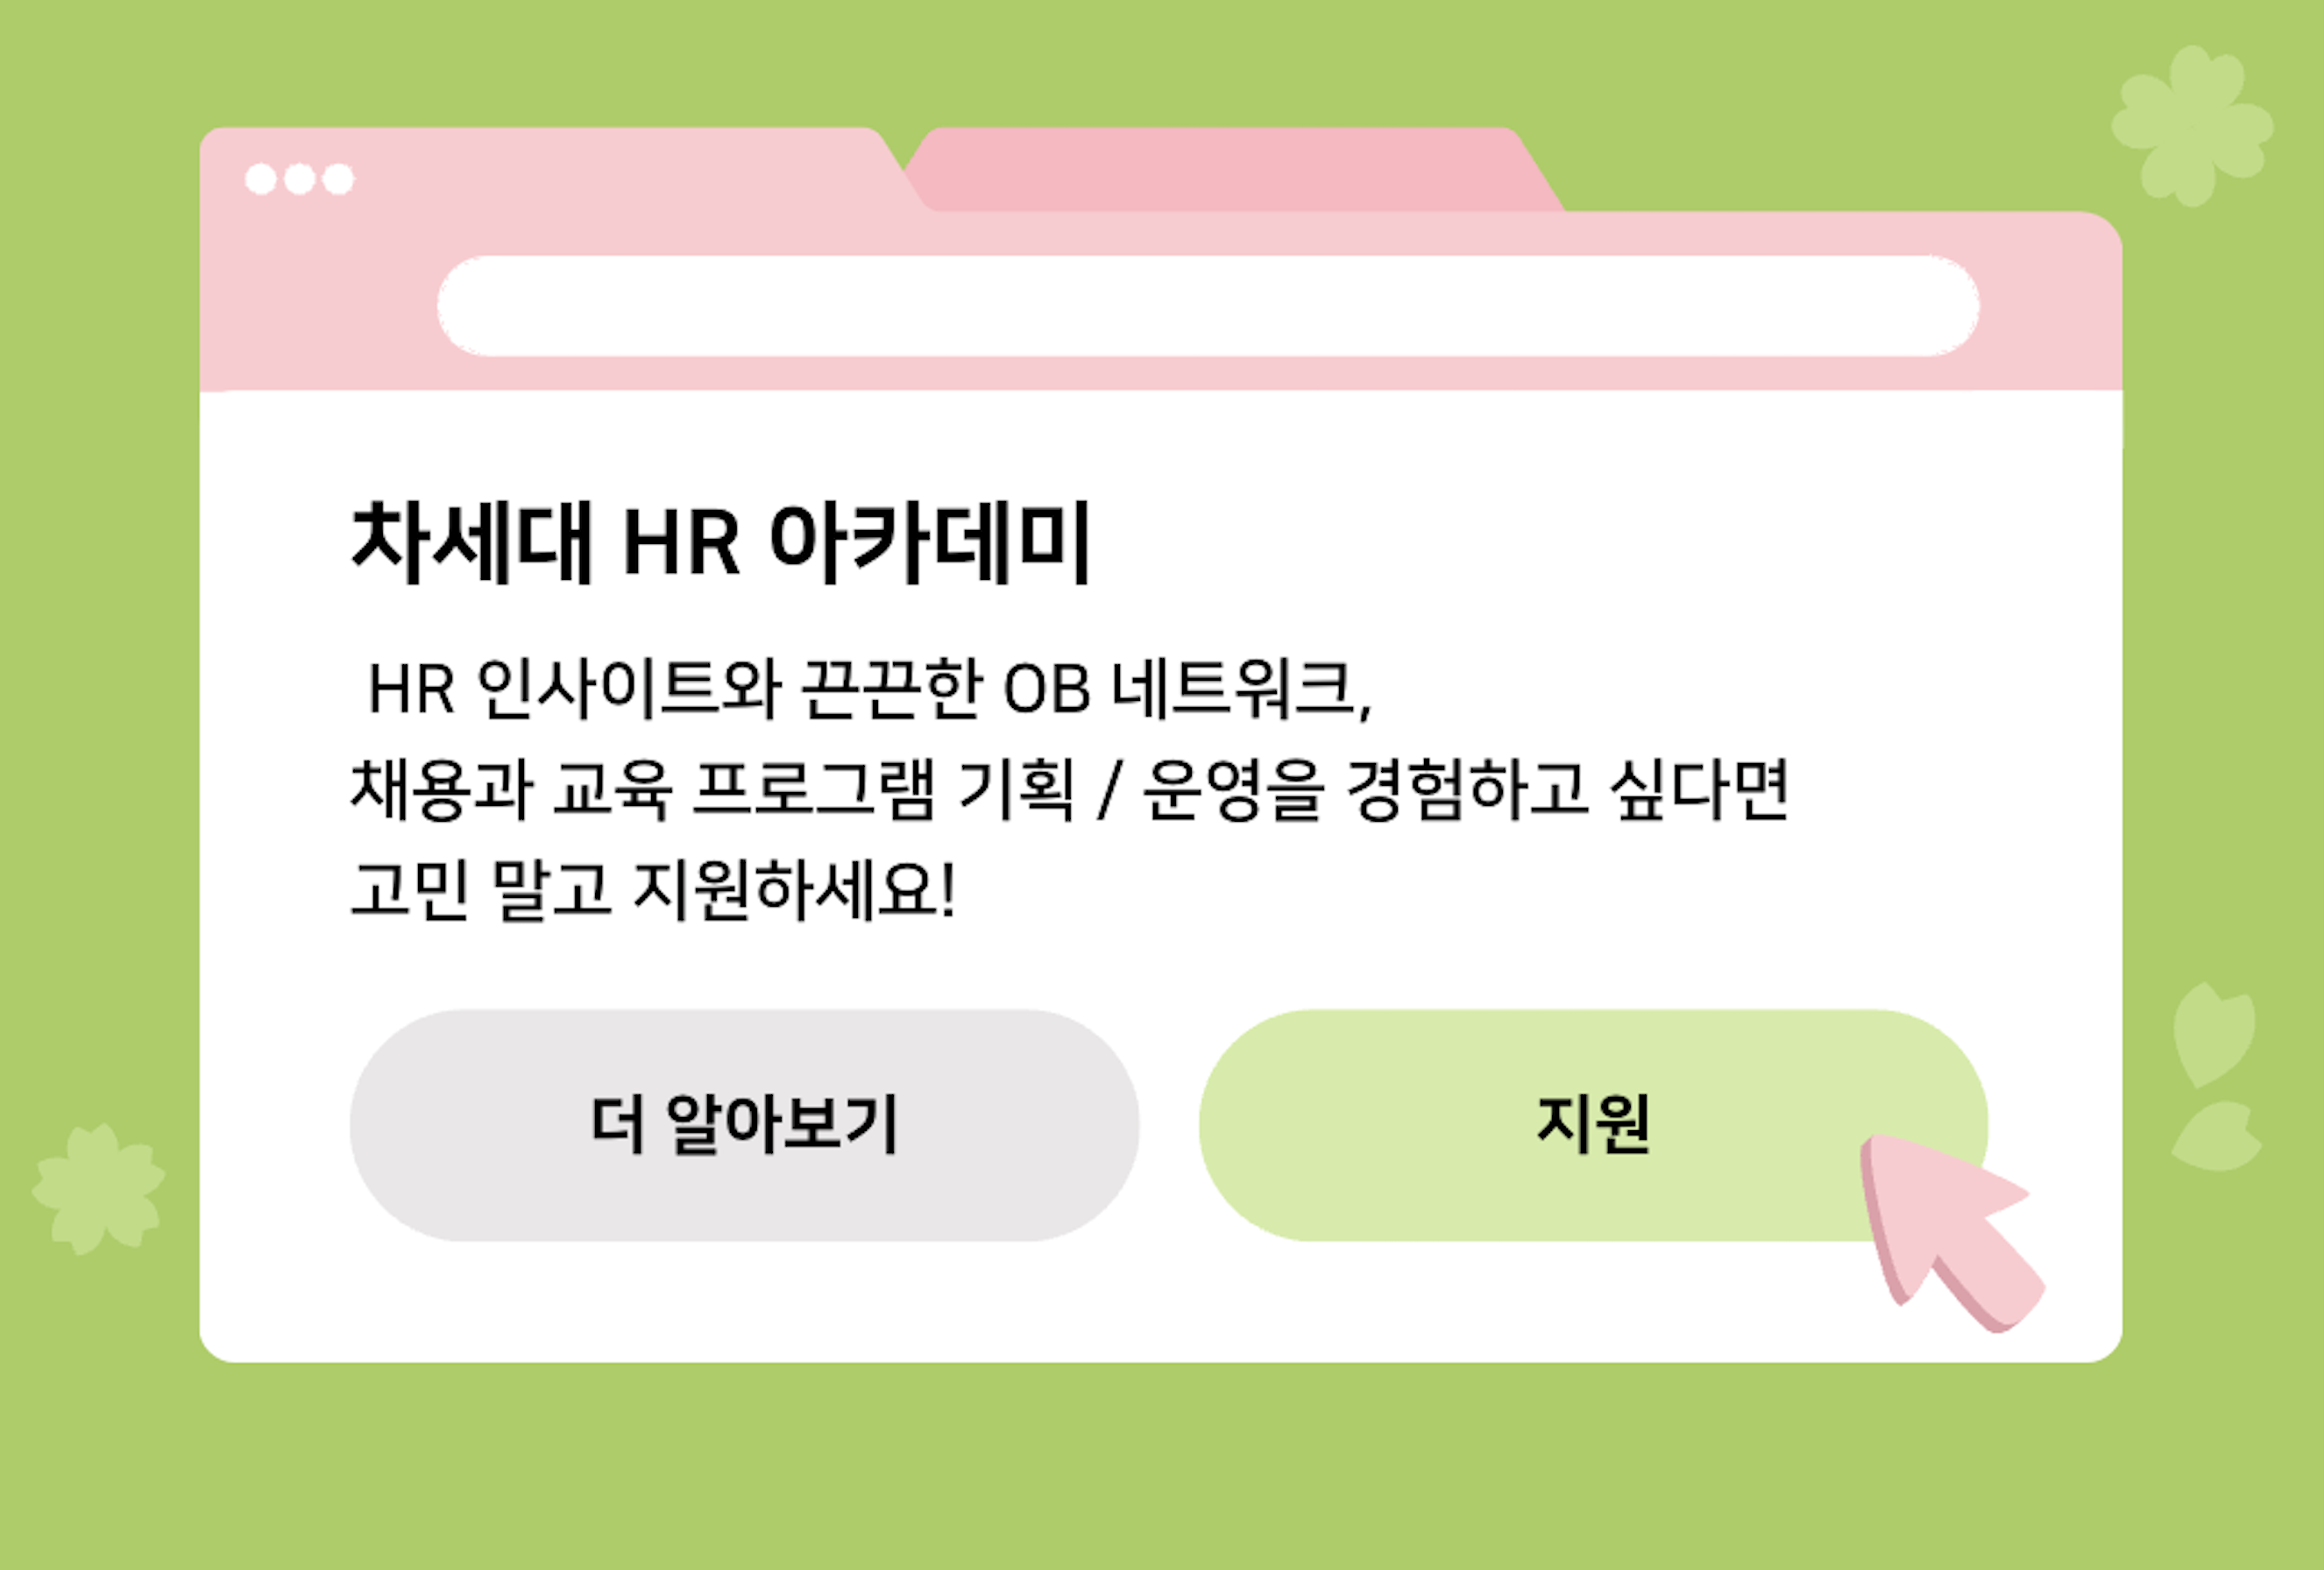 차세대 HR 아카데미
HR 인사이트와 끈끈한 OB 네트워크,
채용과 교육 프로그램 기획 / 운영을 경험하고 싶다면
고민 말고 지원하세요!
더 알아보기
지원